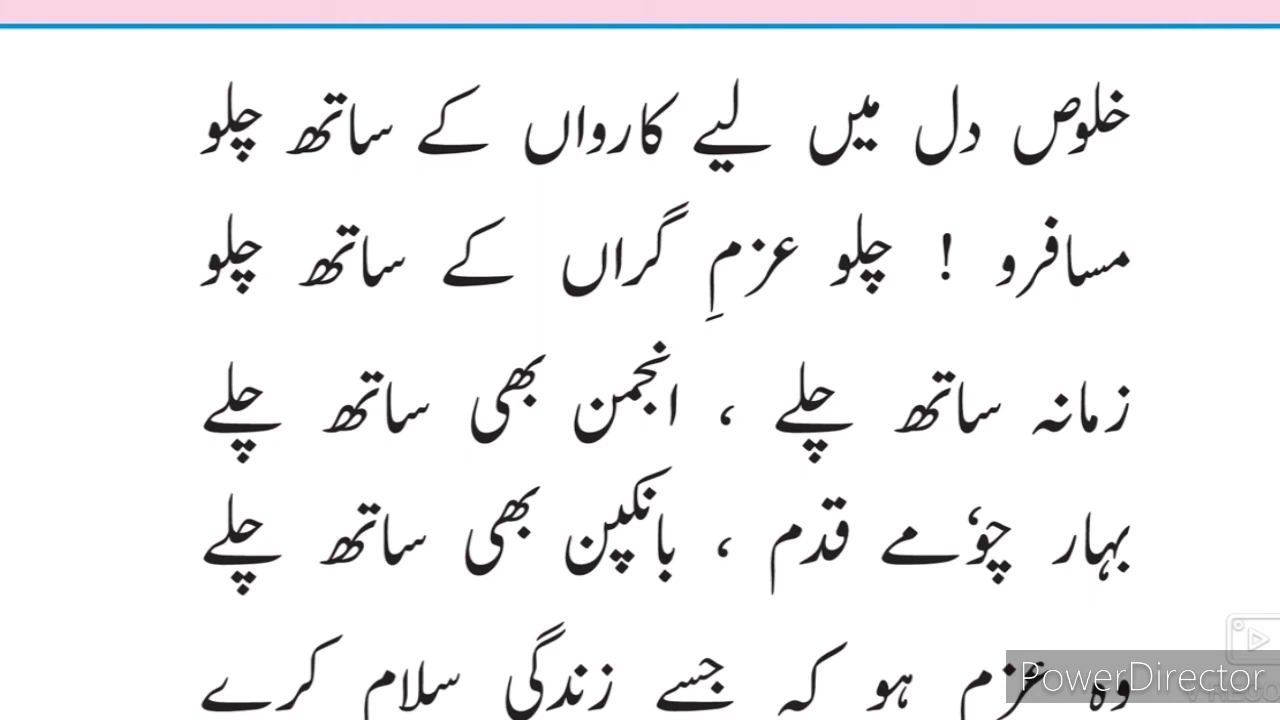 خلوص دل میں لیے کارواں کے ساتھ چلو
مسافرو ! چلو عزمِ گراں کے ساتھ چلو
زمانہ ساتھ چلے ، انجمن بھی ساتھ چلے
بہار چوٗمے قدم ، بانکپن بھی ساتھ چلے
وہ عزم ہو کہ جسے زندگی سلام کرے
PowerDirector